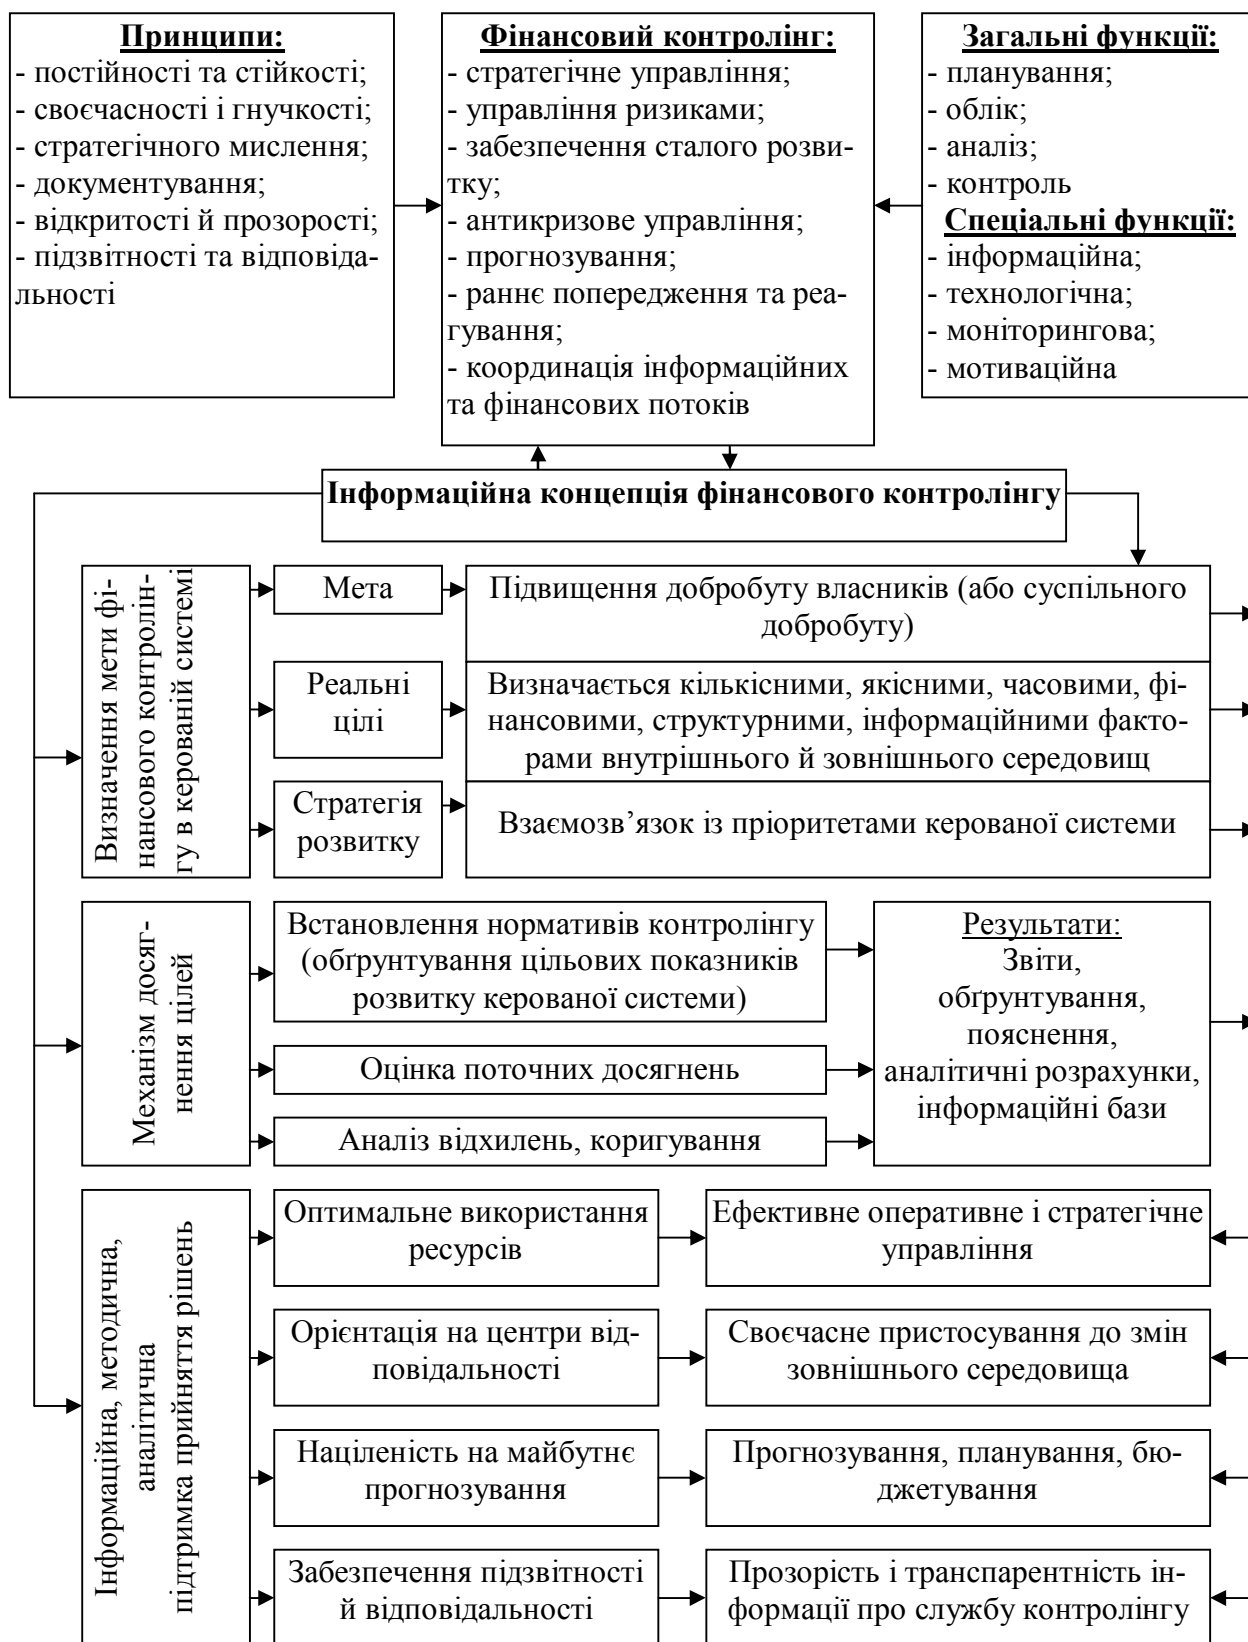 Принципи:
- постійності та стійкості;
- своєчасності і гнучкості;
- стратегічного мислення;
- документування;
- відкритості й прозорості;
- підзвітності та відповіда-
льності
Фінансовий контролінг:
- стратегічне управління;
- управління ризиками;
- забезпечення сталого розви-
тку;
- антикризове управління;
- прогнозування;
- раннє попередження та реа-
гування;
- координація інформаційних
та фінансових потоків
Загальні функції:
- планування;
- облік;
- аналіз;
- контроль
Спеціальні функції:
- інформаційна;
- технологічна;
- моніторингова;
- мотиваційна
Інформаційна концепція фінансового контролінгу
Визначення мети фі-
нансового контролін-
гу в керованій системі
Мета
Підвищення добробуту власників (або суспільного
добробуту)
Реальні
цілі
Визначається кількісними, якісними, часовими, фі-
нансовими, структурними, інформаційними факто-
рами внутрішнього й зовнішнього середовищ
Стратегія
розвитку
Взаємозв’язок із пріоритетами керованої системи
Механізм досяг-
нення цілей
Встановлення нормативів контролінгу
(обґрунтування цільових показників
розвитку керованої системи)
Оцінка поточних досягнень
Аналіз відхилень, коригування
Результати:
Звіти,
обґрунтування,
пояснення,
аналітичні розрахунки,
інформаційні бази
Інформаційна, методична,
аналітична
підтримка прийняття рішень
Оптимальне використання
ресурсів
Ефективне оперативне і стратегічне
управління
Орієнтація на центри від-
повідальності
Своєчасне пристосування до змін
зовнішнього середовища
Націленість на майбутнє
прогнозування
Прогнозування, планування, бю-
джетування
Забезпечення підзвітності
й відповідальності
Прозорість і транспарентність ін-
формації про службу контролінгу